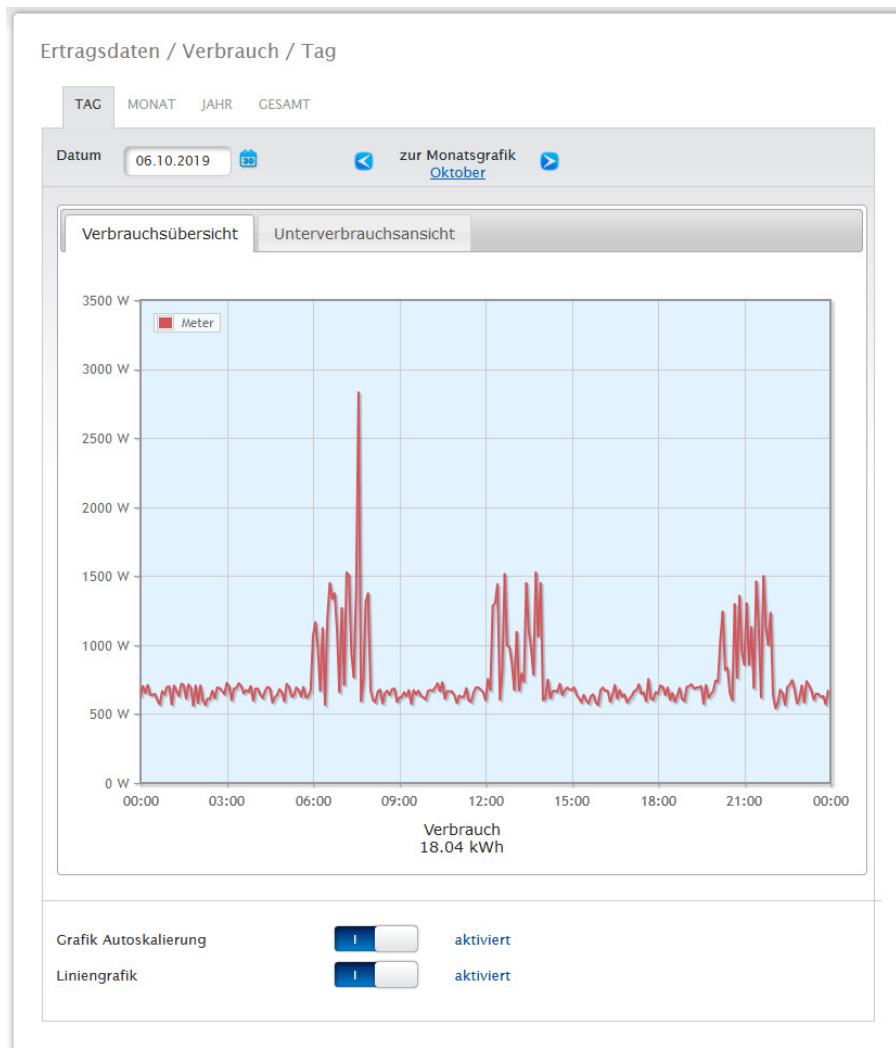 Ertragsdaten / Verbrauch / Tag
TAG MONAT JAHR GESAMT
Datum 06.10.2019 30 zur Monatsgrafik
Oktober
Verbrauchsübersicht Unterverbrauchsansicht
3500 W
Meter
3000 W
2500 W
2000 W
1500 W
1000 W
500 W
0 W
00:00 03:00 06:00 09:00 12:00 15:00 18:00 21:00 00:00
Verbrauch
18.04 kWh
Grafik Autoskalierung I aktiviert
Liniengrafik I aktiviert